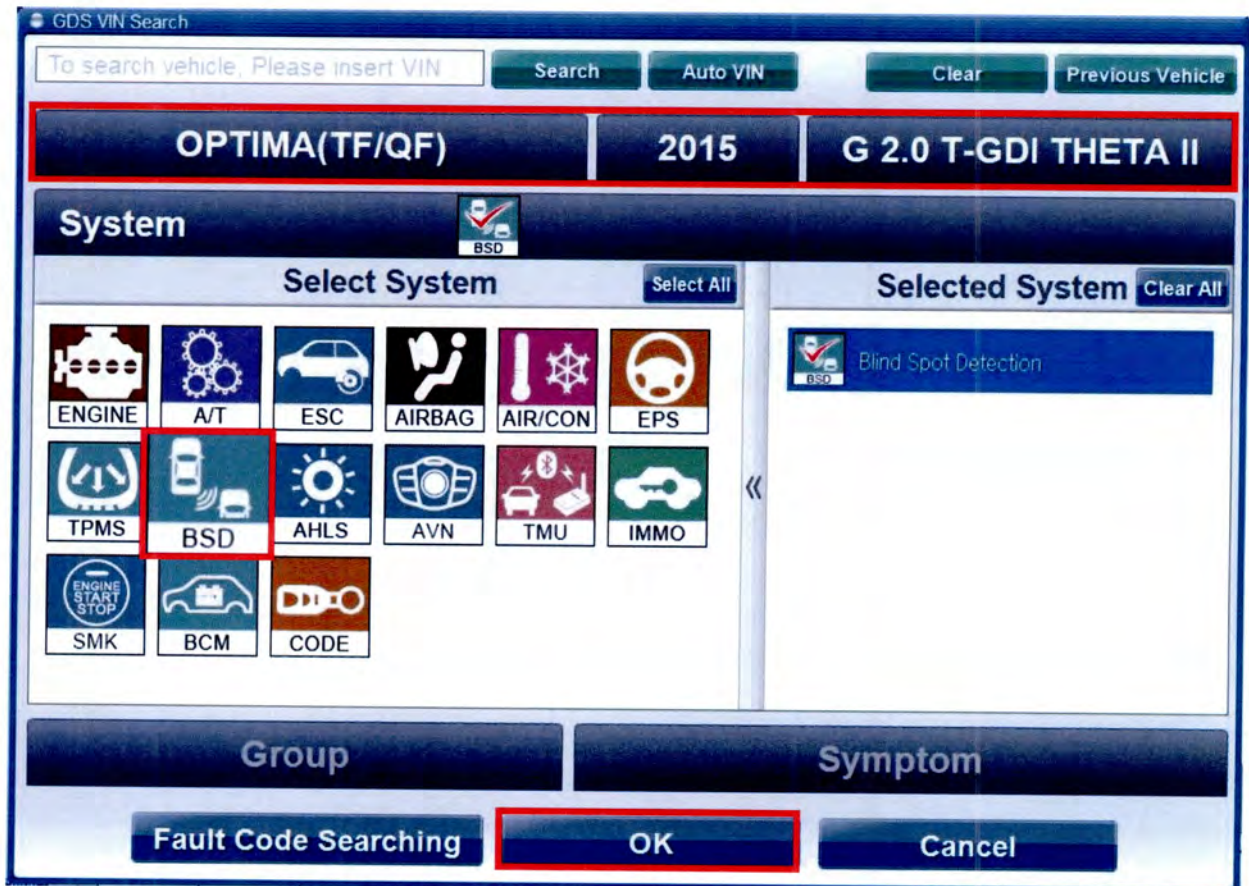 GDS VIN Search
To search vehicle, Please insert VIN Search Auto VIN Clear Previous Vehicle
OPTIMA(TF/QF) 2015 G 2.0 T-GDI THETA II
System BSD
Select System Select All Selected System Clear All
BSD Blind Spot Detection
ENGINE A/T ESC AIRBAG AIR/CON EPS
TPMS BSD AHLS AVN TMU IMMO
ENGINE
START
STOP
SMK BCM CODE
Group Symptom
Fault Code Searching OK Cancel